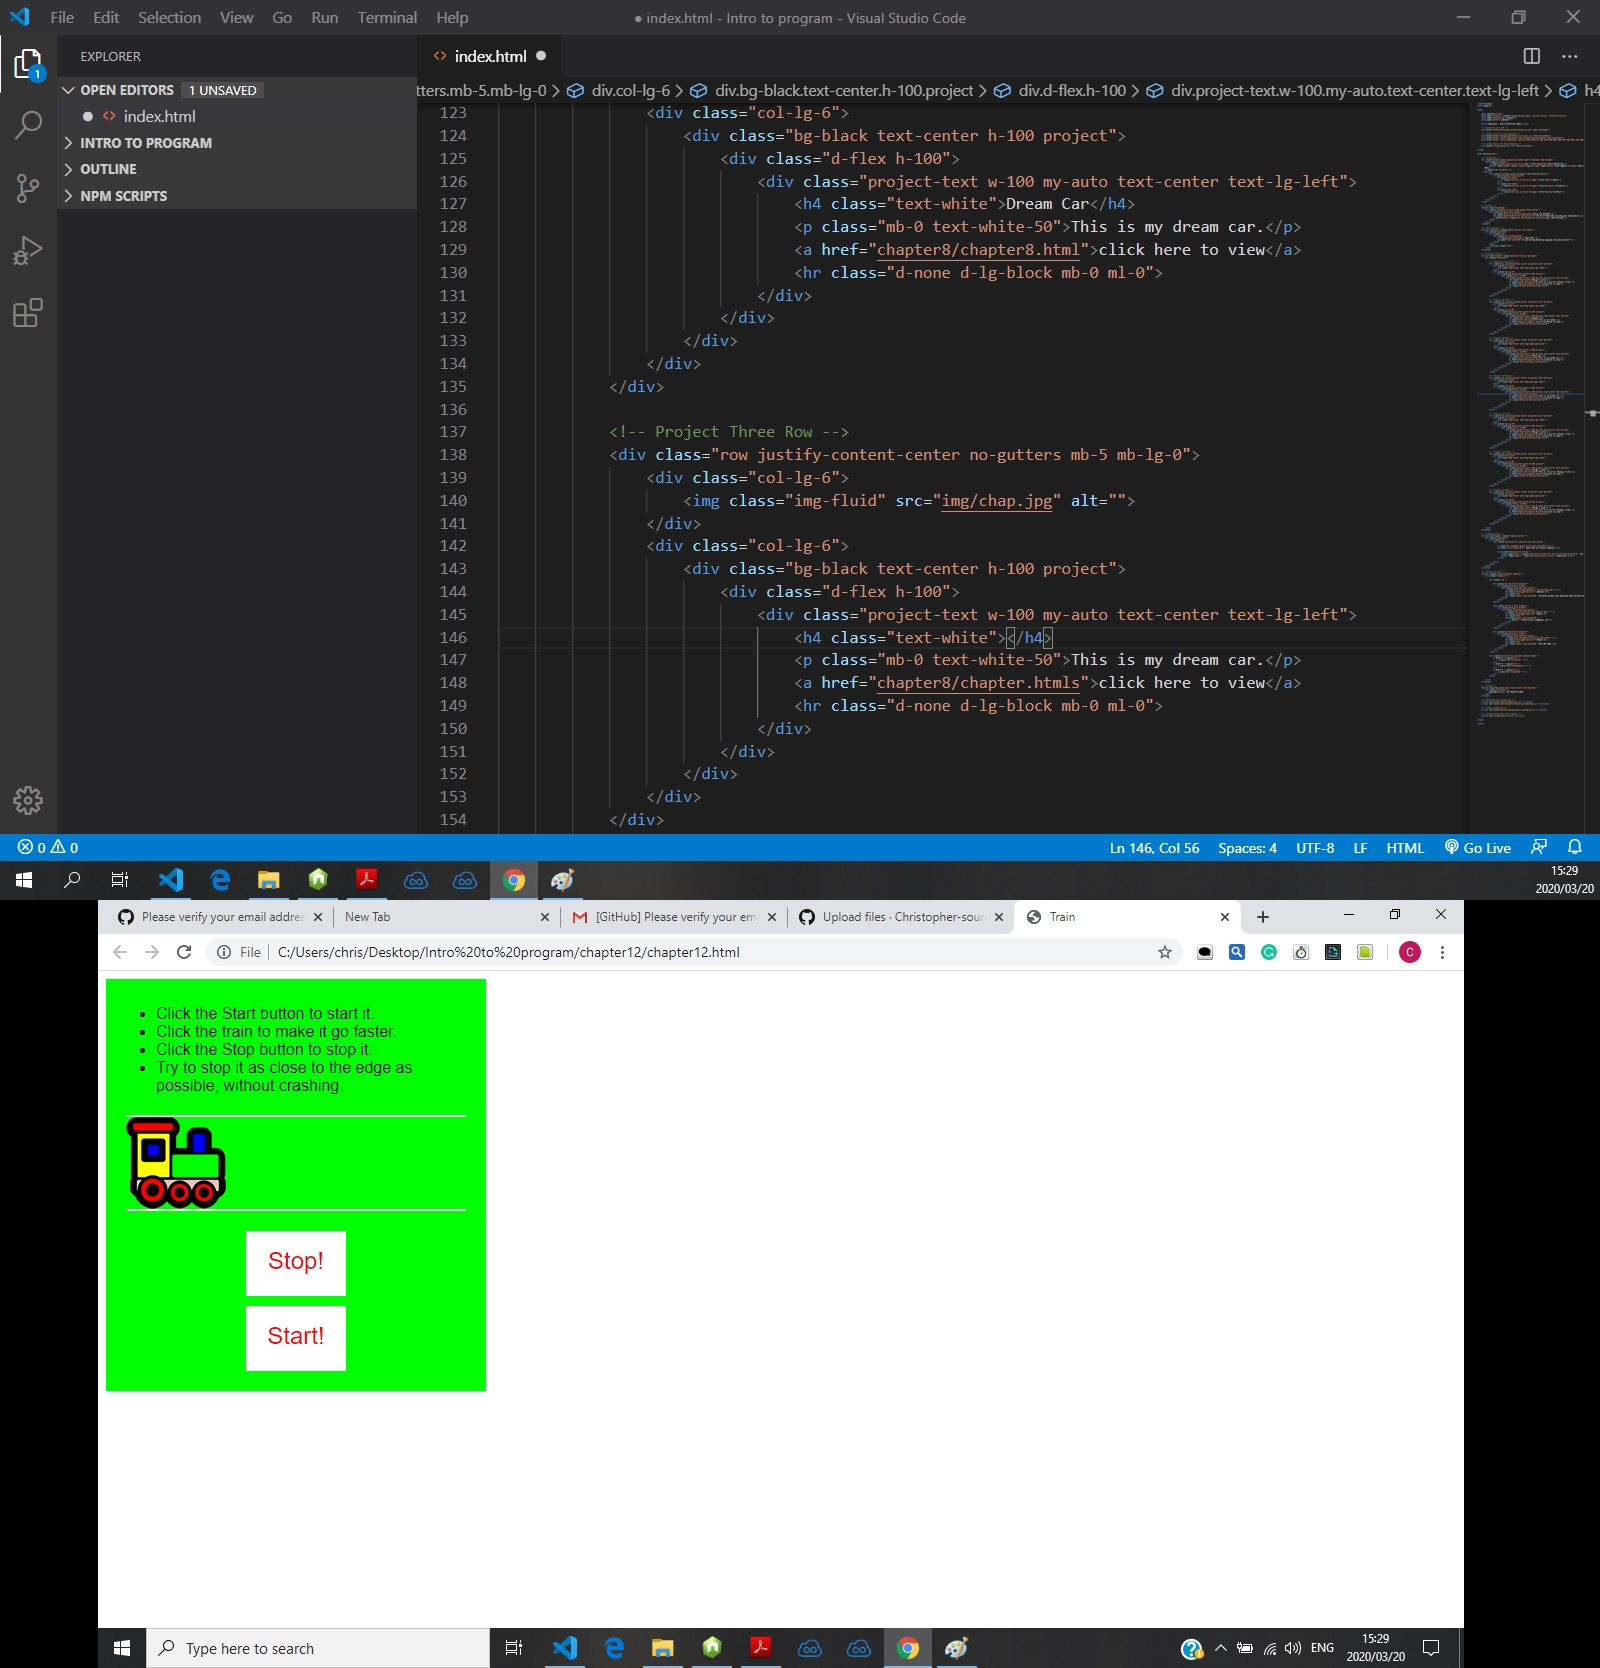 File Edit Selection View Go Run Terminal Help ● index.html - Intro to program - Visual Studio Code
EXPLORER
index.html
OPEN EDITORS 1 UNSAVED
index.html
INTRO TO PROGRAM
OUTLINE
NPM SCRIPTS
1
tters.mb-5.mb-lg-0 > div.col-lg-6 > div.bg-black.text-center.h-100.project > div.d-flex.h-100 > div.project-text.w-100.my-auto.text-center.text-lg-left > h4
123 <div class="col-lg-6">
124 <div class="bg-black text-center h-100 project">
125 <div class="d-flex h-100">
126 <div class="project-text w-100 my-auto text-center text-lg-left">
127 <h4 class="text-white">Dream Car</h4>
128 <p class="mb-0 text-white-50">This is my dream car.</p>
129 <a href="chapter8/chapter8.html">click here to view</a>
130 <hr class="d-none d-lg-block mb-0 ml-0">
131 </div>
132 </div>
133 </div>
134 </div>
135 </div>
136
137 <!-- Project Three Row -->
138 <div class="row justify-content-center no-gutters mb-5 mb-lg-0">
139 <div class="col-lg-6">
140 <img class="img-fluid" src="img/chap.jpg" alt="">
141 </div>
142 <div class="col-lg-6">
143 <div class="bg-black text-center h-100 project">
144 <div class="d-flex h-100">
145 <div class="project-text w-100 my-auto text-center text-lg-left">
146 <h4 class="text-white"></h4>
147 <p class="mb-0 text-white-50">This is my dream car.</p>
148 <a href="chapter8/chapter.htmls">click here to view</a>
149 <hr class="d-none d-lg-block mb-0 ml-0">
150 </div>
151 </div>
152 </div>
153 </div>
154 </div>
0 0 Ln 146, Col 56 Spaces: 4 UTF-8 LF HTML Go Live
15:29
2020/03/20
Please verify your email addres New Tab [GitHub] Please verify your ema Upload files · Christopher-sour Train
File C:/Users/chris/Desktop/Intro%20to%20program/chapter12/chapter12.html C
• Click the Start button to start it.
• Click the train to make it go faster.
• Click the Stop button to stop it.
• Try to stop it as close to the edge as
possible, without crashing.
Stop!
Start!
Type here to search ENG
15:29
2020/03/20